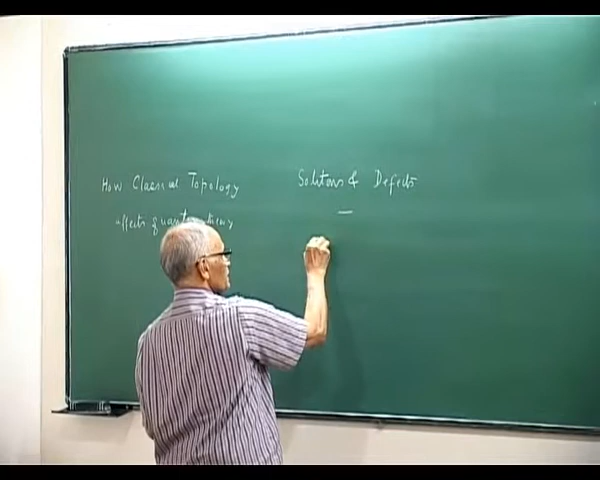 How Classical Topology
affects quantum theory
Solitons & Defects
—